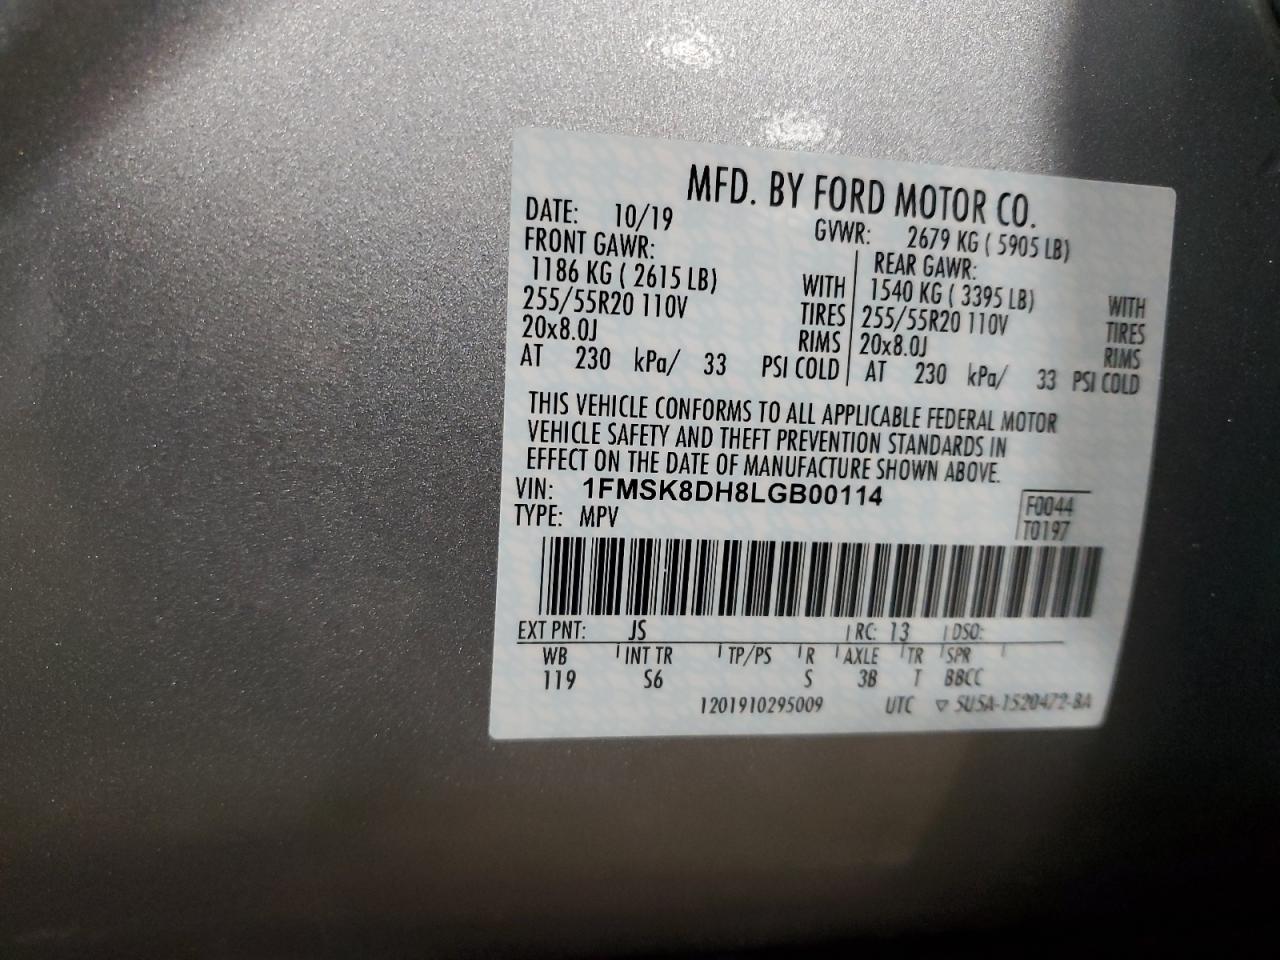 MFD. BY FORD MOTOR CO.
DATE: 10/19 GVWR: 2679 KG ( 5905 LB)
FRONT GAWR: REAR GAWR:
1186 KG ( 2615 LB) WITH 1540 KG ( 3395 LB) WITH
255/55R20 110V TIRES 255/55R20 110V TIRES
20x8.0J RIMS 20x8.0J RIMS
AT 230 kPa/ 33 PSI COLD AT 230 kPa/ 33 PSI COLD
THIS VEHICLE CONFORMS TO ALL APPLICABLE FEDERAL MOTOR
VEHICLE SAFETY AND THEFT PREVENTION STANDARDS IN
EFFECT ON THE DATE OF MANUFACTURE SHOWN ABOVE.
VIN: 1FMSK8DH8LGB00114
TYPE: MPV
F0044
T0197
EXT PNT: JS RC: 13 DSO:
WB INT TR TP/PS R AXLE TR SPR
119 S6 S 3B T BBCC
1201910295009 UTC ▽ SU5A-1520472-BA